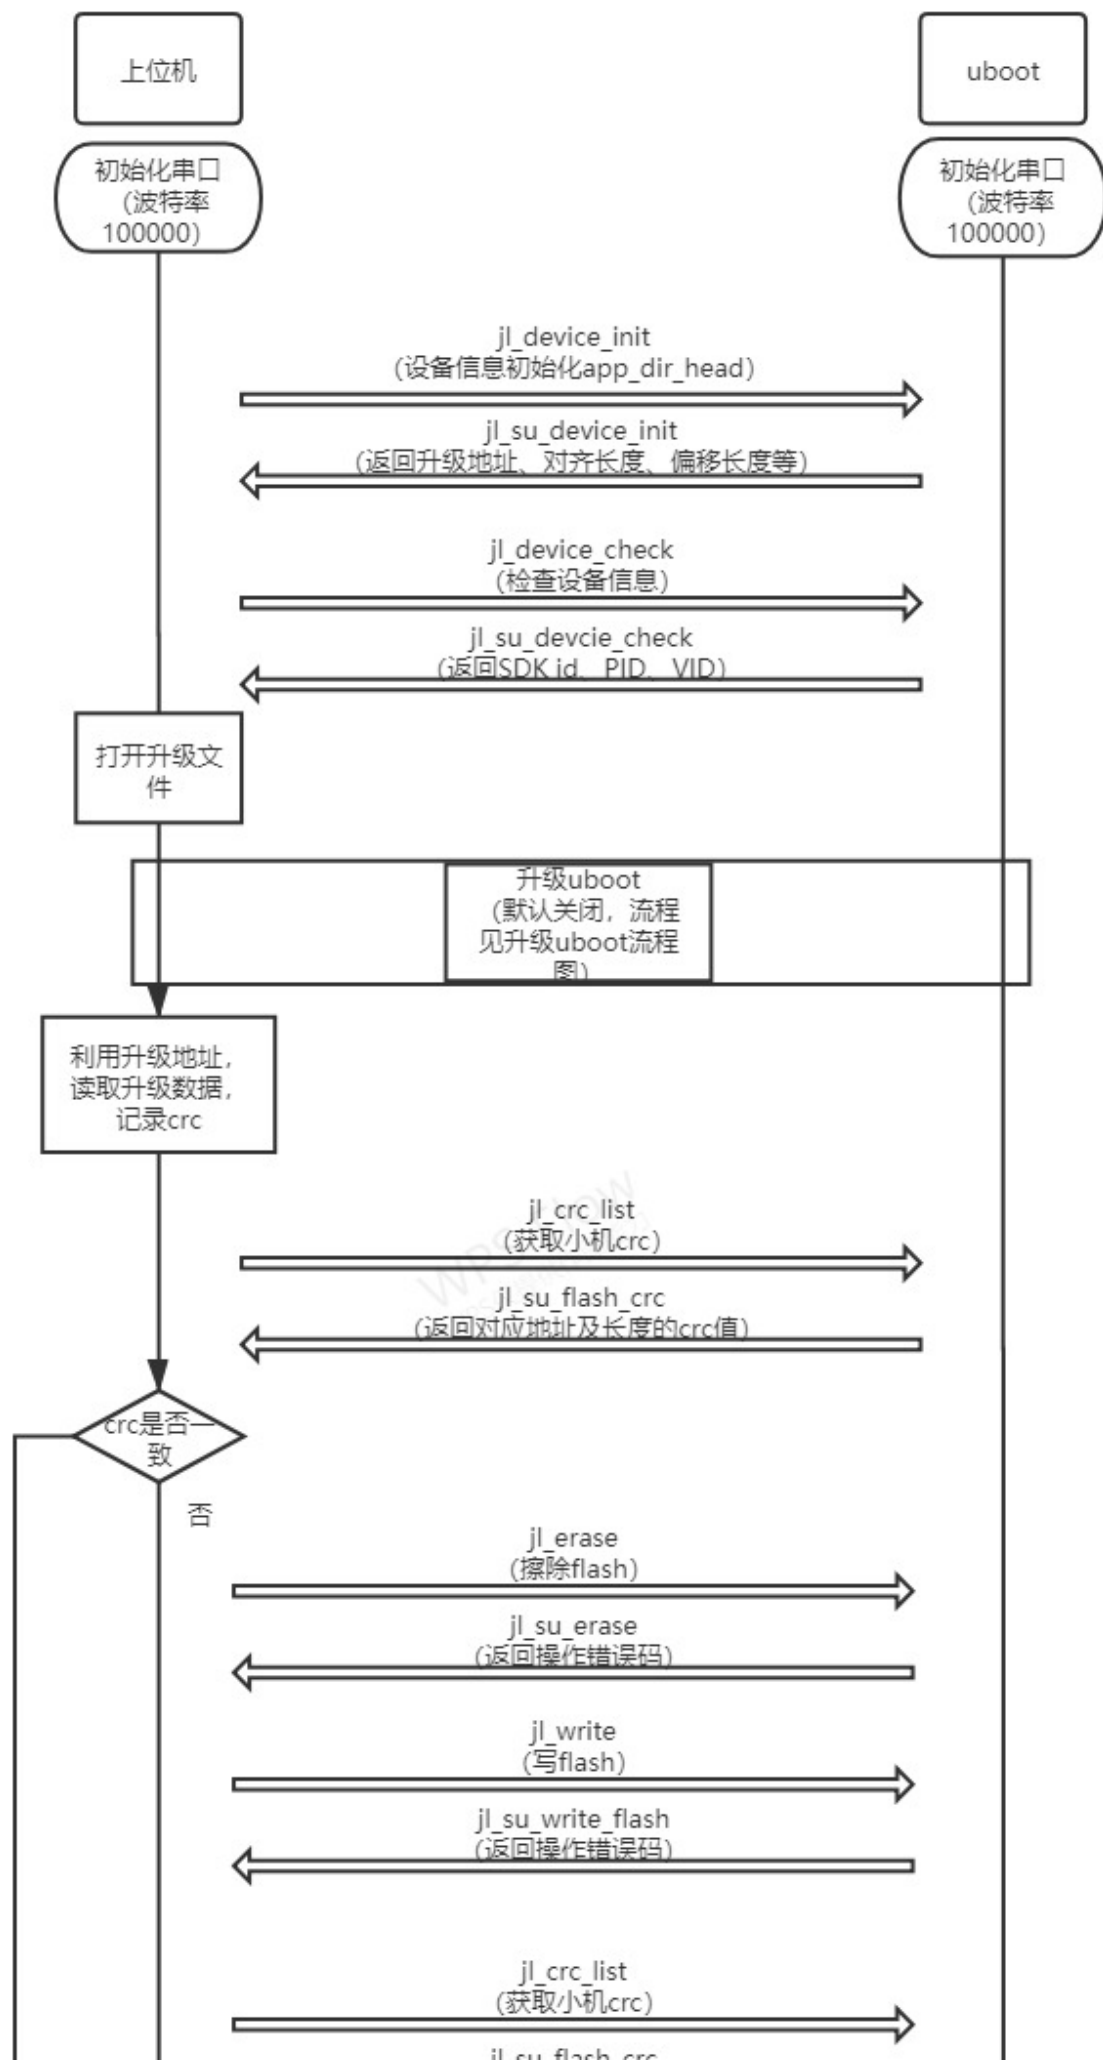 上位机
uboot
初始化串口
（波特率
100000）
初始化串口
（波特率
100000）
jl_device_init
（设备信息初始化app_dir_head）
jl_su_device_init
（返回升级地址、对齐长度、偏移长度等）
jl_device_check
（检查设备信息）
jl_su_devcie_check
（返回SDK id、PID、VID）
打开升级文
件
升级uboot
（默认关闭，流程
见升级uboot流程
图）
利用升级地址，
读取升级数据，
记录crc
jl_crc_list
（获取小机crc）
jl_su_flash_crc
（返回对应地址及长度的crc值）
crc是否一
致
否
jl_erase
（擦除flash）
jl_su_erase
（返回操作错误码）
jl_write
（写flash）
jl_su_write_flash
（返回操作错误码）
jl_crc_list
（获取小机crc）
jl_su_flash_crc